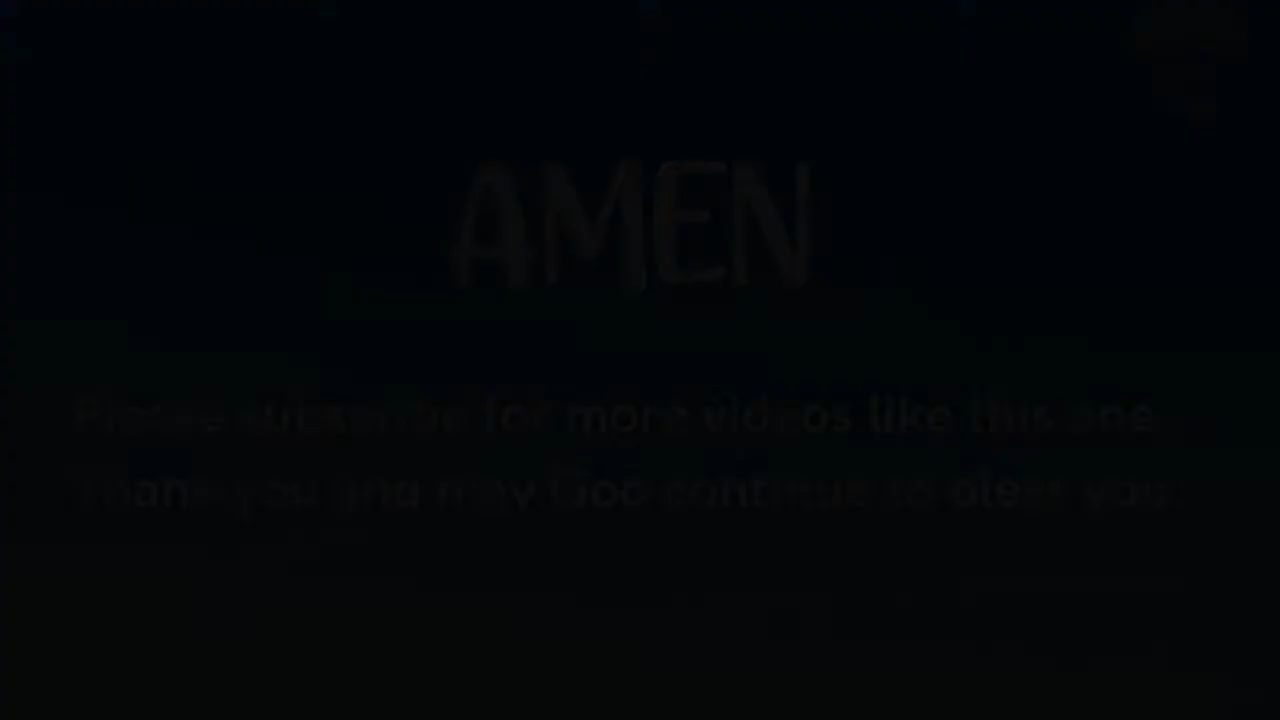 AMEN
Please subscribe for more videos like this one.
Thank you and may God continue to bless you.